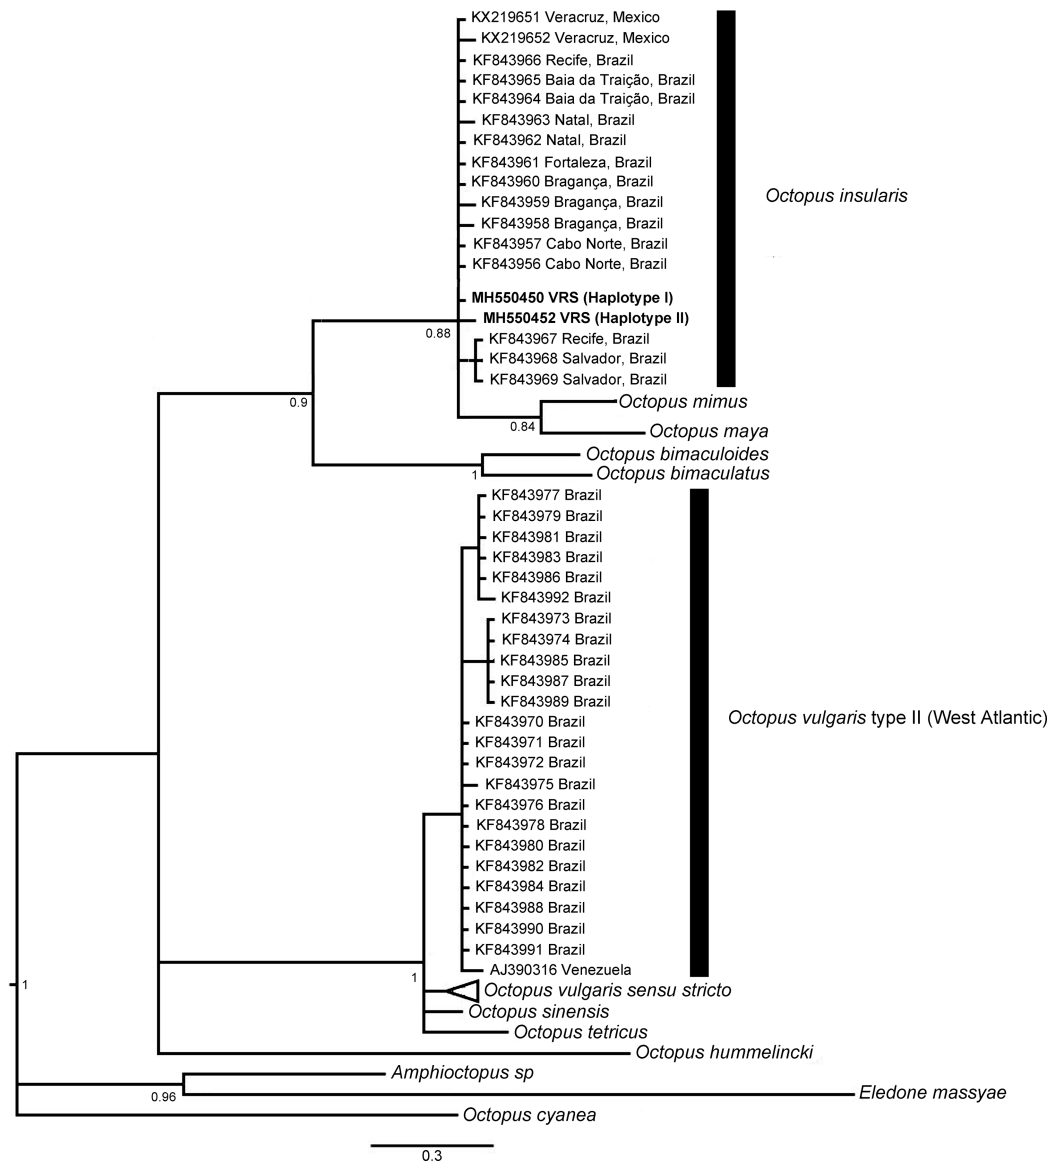 KX219651 Veracruz, Mexico
KX219652 Veracruz, Mexico
KF843966 Recife, Brazil
KF843965 Baia da Traição, Brazil
KF843964 Baia da Traição, Brazil
KF843963 Natal, Brazil
KF843962 Natal, Brazil
KF843961 Fortaleza, Brazil
KF843960 Bragança, Brazil
Octopus insularis
KF843959 Bragança, Brazil
KF843958 Bragança, Brazil
KF843957 Cabo Norte, Brazil
KF843956 Cabo Norte, Brazil
MH550450 VRS (Haplotype I)
MH550452 VRS (Haplotype II)
0.88
KF843967 Recife, Brazil
KF843968 Salvador, Brazil
KF843969 Salvador, Brazil
0.9
Octopus mimus
0.84
Octopus maya
Octopus bimaculoides
1
Octopus bimaculatus
KF843977 Brazil
KF843979 Brazil
KF843981 Brazil
KF843983 Brazil
KF843986 Brazil
KF843992 Brazil
KF843973 Brazil
KF843974 Brazil
KF843985 Brazil
KF843987 Brazil
KF843989 Brazil
Octopus vulgaris type II (West Atlantic)
KF843970 Brazil
KF843971 Brazil
KF843972 Brazil
KF843975 Brazil
KF843976 Brazil
KF843978 Brazil
KF843980 Brazil
KF843982 Brazil
KF843984 Brazil
KF843988 Brazil
KF843990 Brazil
KF843991 Brazil
AJ390316 Venezuela
1
1
Octopus vulgaris sensu stricto
Octopus sinensis
Octopus tetricus
Octopus hummelincki
Amphioctopus sp
0.96
Eledone massyae
Octopus cyanea
0.3